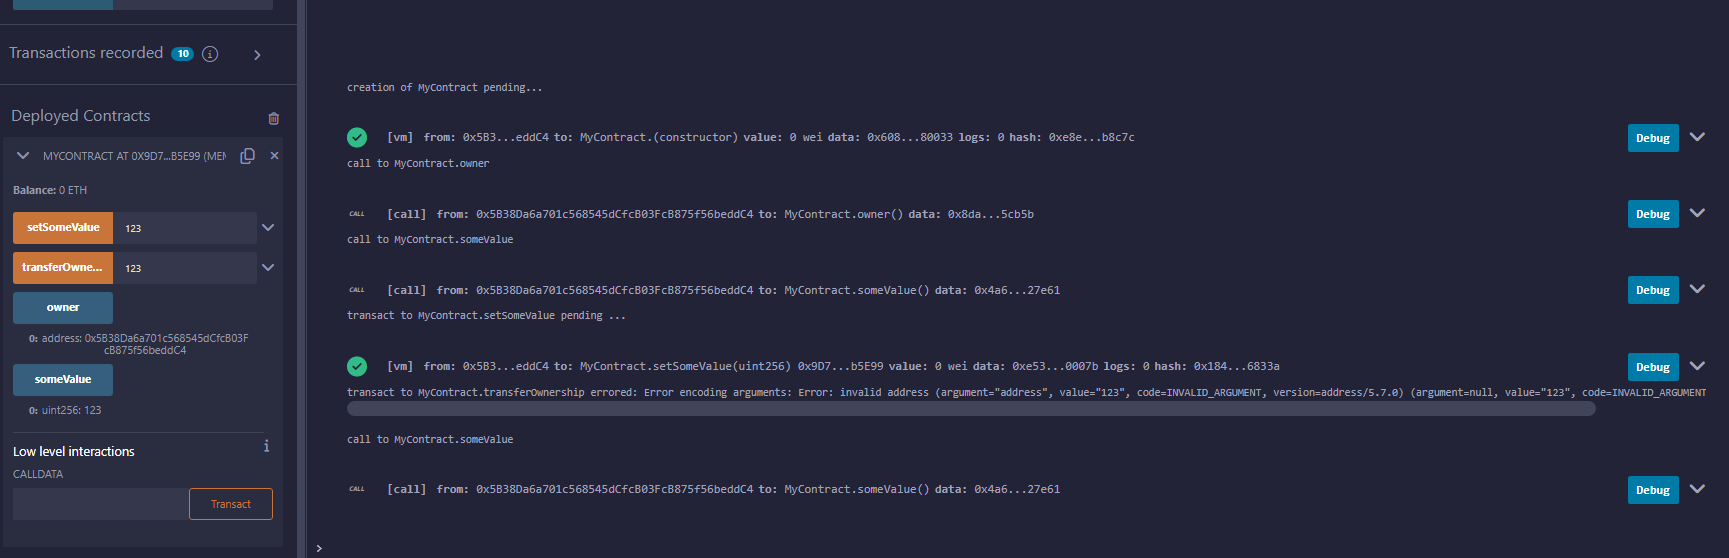 Transactions recorded 10 i
Deployed Contracts
MYCONTRACT AT 0X9D7...B5E99 (MEM
Balance: 0 ETH
setSomeValue 123
transferOwne... 123
owner
0: address: 0x5B38Da6a701c568545dCfcB03F
cB875f56beddC4
someValue
0: uint256: 123
Low level interactions i
CALLDATA
Transact
creation of MyContract pending...
[vm] from: 0x5B3...eddC4 to: MyContract.(constructor) value: 0 wei data: 0x608...80033 logs: 0 hash: 0xe8e...b8c7c Debug
call to MyContract.owner
CALL [call] from: 0x5B38Da6a701c568545dCfcB03FcB875f56beddC4 to: MyContract.owner() data: 0x8da...5cb5b Debug
call to MyContract.someValue
CALL [call] from: 0x5B38Da6a701c568545dCfcB03FcB875f56beddC4 to: MyContract.someValue() data: 0x4a6...27e61 Debug
transact to MyContract.setSomeValue pending ...
[vm] from: 0x5B3...eddC4 to: MyContract.setSomeValue(uint256) 0x9D7...b5E99 value: 0 wei data: 0xe53...0007b logs: 0 hash: 0x184...6833a Debug
transact to MyContract.transferOwnership errored: Error encoding arguments: Error: invalid address (argument="address", value="123", code=INVALID_ARGUMENT, version=address/5.7.0) (argument=null, value="123", code=INVALID_ARGUMENT
call to MyContract.someValue
CALL [call] from: 0x5B38Da6a701c568545dCfcB03FcB875f56beddC4 to: MyContract.someValue() data: 0x4a6...27e61 Debug
>